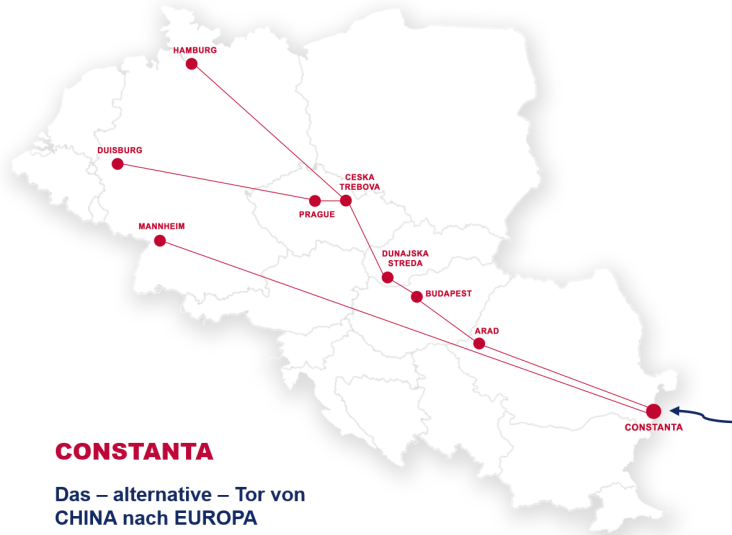 HAMBURG
DUISBURG
CESKA
TREBOVA
PRAGUE
MANNHEIM
DUNAJSKA
STREDA
BUDAPEST
ARAD
CONSTANTA
CONSTANTA
Das – alternative – Tor von
CHINA nach EUROPA